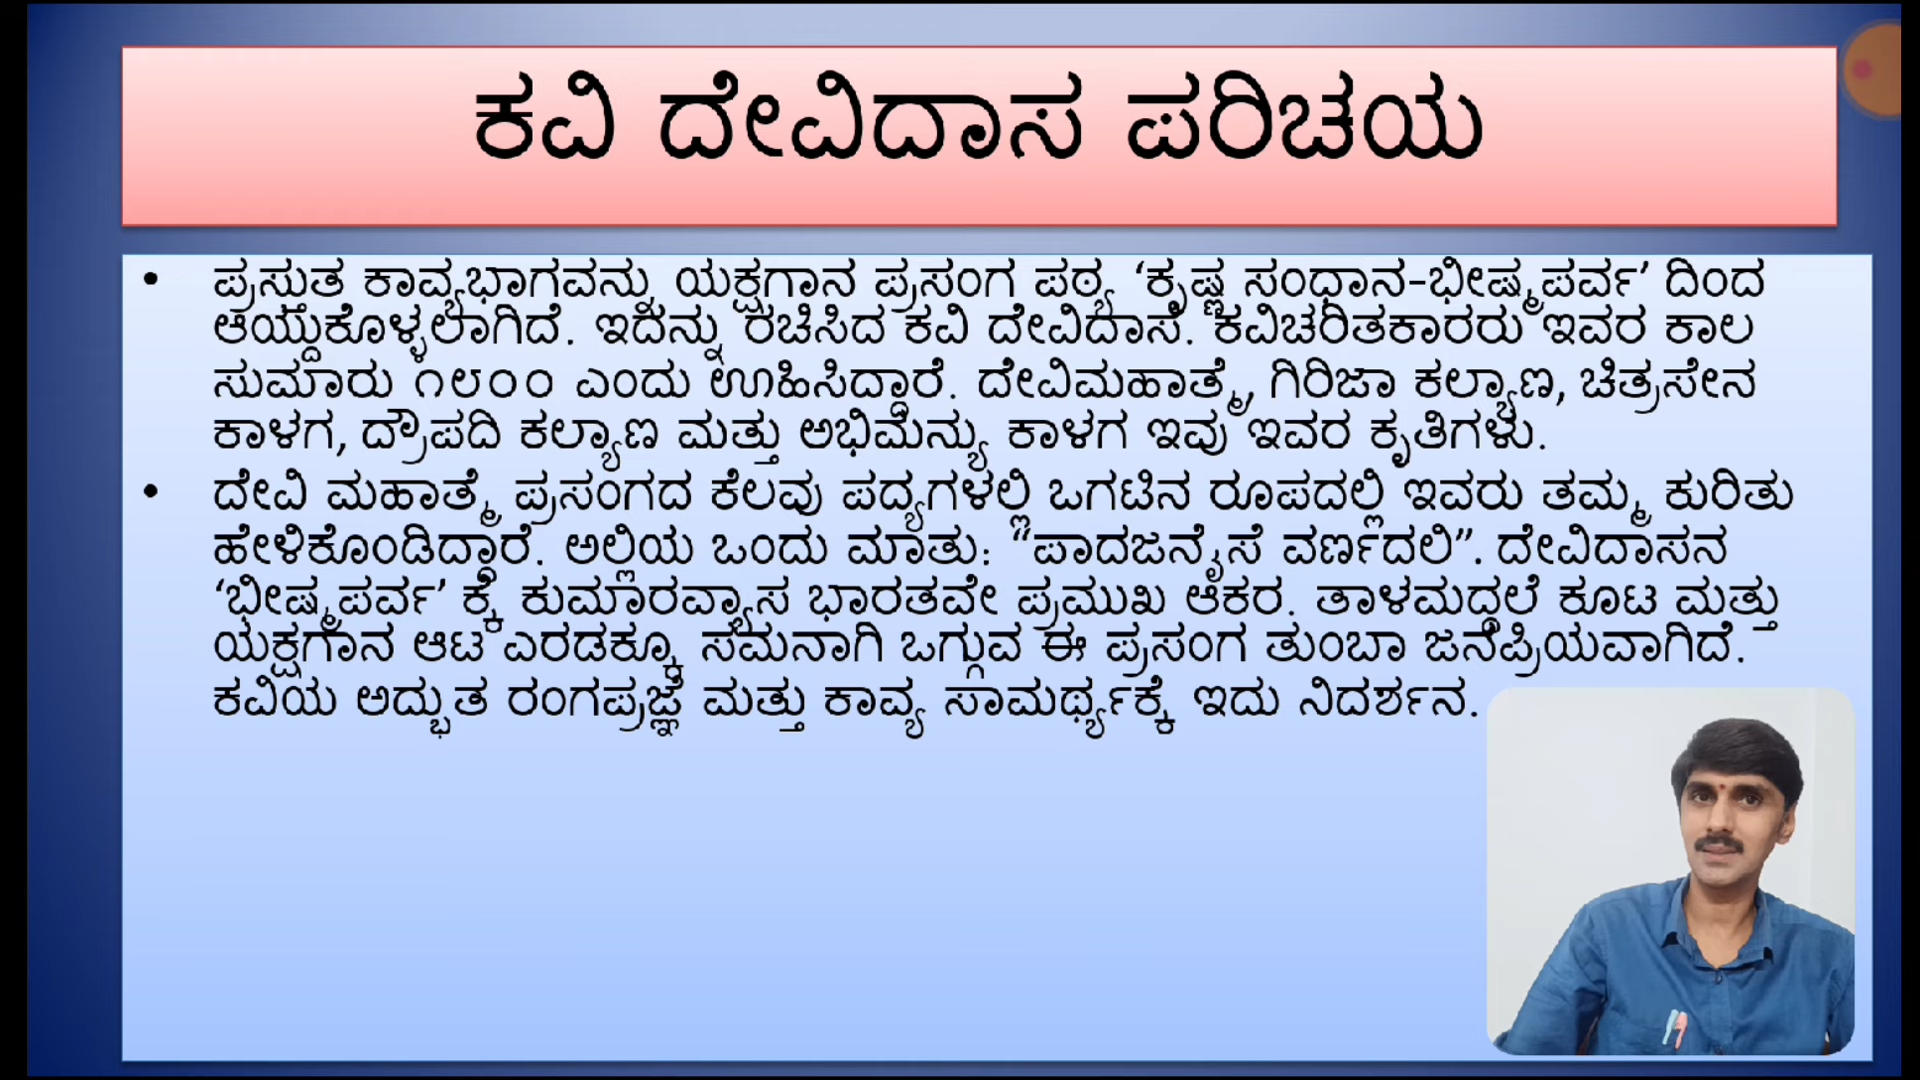 ಕವಿ ದೇವಿದಾಸ ಪರಿಚಯ
• ಪ್ರಸ್ತುತ ಕಾವ್ಯಭಾಗವನ್ನು ಯಕ್ಷಗಾನ ಪ್ರಸಂಗ ಪಠ್ಯ ‘ಕೃಷ್ಣ ಸಂಧಾನ-ಭೀಷ್ಮಪರ್ವ’ ದಿಂದ
ಆಯ್ದುಕೊಳ್ಳಲಾಗಿದೆ. ಇದನ್ನು ರಚಿಸಿದ ಕವಿ ದೇವಿದಾಸ. ಕವಿಚರಿತಕಾರರು ಇವರ ಕಾಲ
ಸುಮಾರು ೧೮೦೦ ಎಂದು ಊಹಿಸಿದ್ದಾರೆ. ದೇವಿಮಹಾತ್ಮೆ, ಗಿರಿಜಾ ಕಲ್ಯಾಣ, ಚಿತ್ರಸೇನ
ಕಾಳಗ, ದ್ರೌಪದಿ ಕಲ್ಯಾಣ ಮತ್ತು ಅಭಿಮನ್ಯು ಕಾಳಗ ಇವು ಇವರ ಕೃತಿಗಳು.
• ದೇವಿ ಮಹಾತ್ಮೆ ಪ್ರಸಂಗದ ಕೆಲವು ಪದ್ಯಗಳಲ್ಲಿ ಒಗಟಿನ ರೂಪದಲ್ಲಿ ಇವರು ತಮ್ಮ ಕುರಿತು
ಹೇಳಿಕೊಂಡಿದ್ದಾರೆ. ಅಲ್ಲಿಯ ಒಂದು ಮಾತು: “ಪಾದಜನೈಸೆ ವರ್ಣದಲಿ”. ದೇವಿದಾಸನ
‘ಭೀಷ್ಮಪರ್ವ’ ಕ್ಕೆ ಕುಮಾರವ್ಯಾಸ ಭಾರತವೇ ಪ್ರಮುಖ ಆಕರ. ತಾಳಮದ್ದಲೆ ಕೂಟ ಮತ್ತು
ಯಕ್ಷಗಾನ ಆಟ ಎರಡಕ್ಕೂ ಸಮನಾಗಿ ಒಗ್ಗುವ ಈ ಪ್ರಸಂಗ ತುಂಬಾ ಜನಪ್ರಿಯವಾಗಿದೆ.
ಕವಿಯ ಅದ್ಭುತ ರಂಗಪ್ರಜ್ಞೆ ಮತ್ತು ಕಾವ್ಯ ಸಾಮರ್ಥ್ಯಕ್ಕೆ ಇದು ನಿದರ್ಶನ.